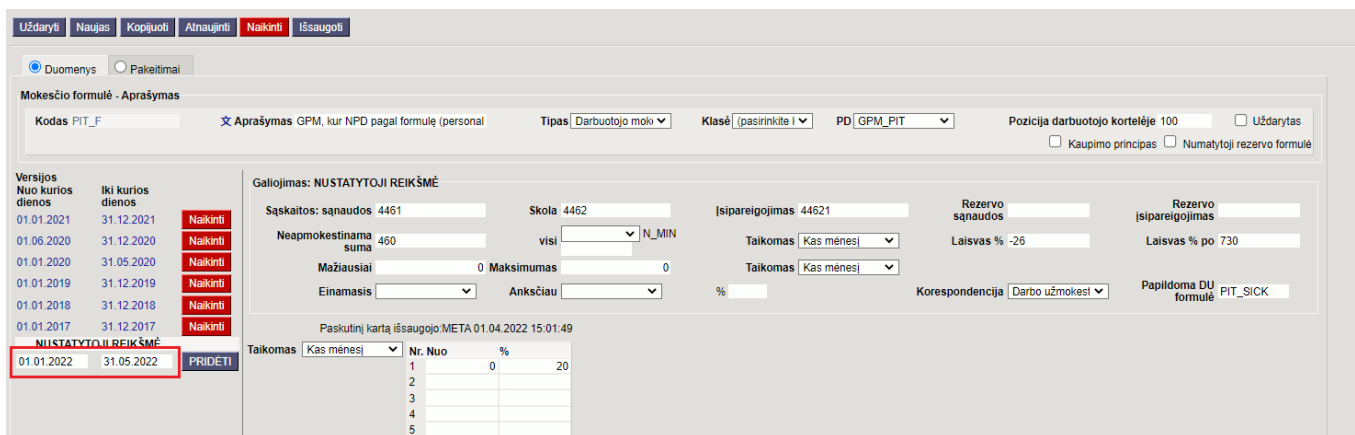 Uždaryti Naujas Kopijuoti Atnaujinti Naikinti Išsaugoti
Duomenys Pakeitimai
Mokesčio formulė - Aprašymas
Kodas PIT_F 文 Aprašymas GPM, kur NPD pagal formulę (personal Tipas Darbuotojo moki Klasė (pasirinkite k PD GPM_PIT Pozicija darbuotojo kortelėje 100 Uždarytas
Kaupimo principas Numatytoji rezervo formulė
Versijos
Nuo kurios dienos Iki kurios dienos
01.01.2021 31.12.2021 Naikinti
01.06.2020 31.12.2020 Naikinti
01.01.2020 31.05.2020 Naikinti
01.01.2019 31.12.2019 Naikinti
01.01.2018 31.12.2018 Naikinti
01.01.2017 31.12.2017 Naikinti
NUSTATYTOJI REIKŠMĖ
01.01.2022 31.05.2022 PRIDĖTI
Galiojimas: NUSTATYTOJI REIKŠMĖ
Sąskaitos: sąnaudos 4461 Skola 4462 Įsipareigojimas 44621 Rezervo sąnaudos Rezervo įsipareigojimas
Neapmokestinama suma 460 visi N_MIN Taikomas Kas mėnesį Laisvas % -26 Laisvas % po 730
Mažiausiai 0 Maksimumas 0 Taikomas Kas mėnesį
Einamasis Anksčiau % Korespondencija Darbo užmokest Papildoma DU formulė PIT_SICK
Paskutinį kartą išsaugojo:META 01.04.2022 15:01:49
Taikomas Kas mėnesį Nr. Nuo %
1 0 20
2
3
4
5